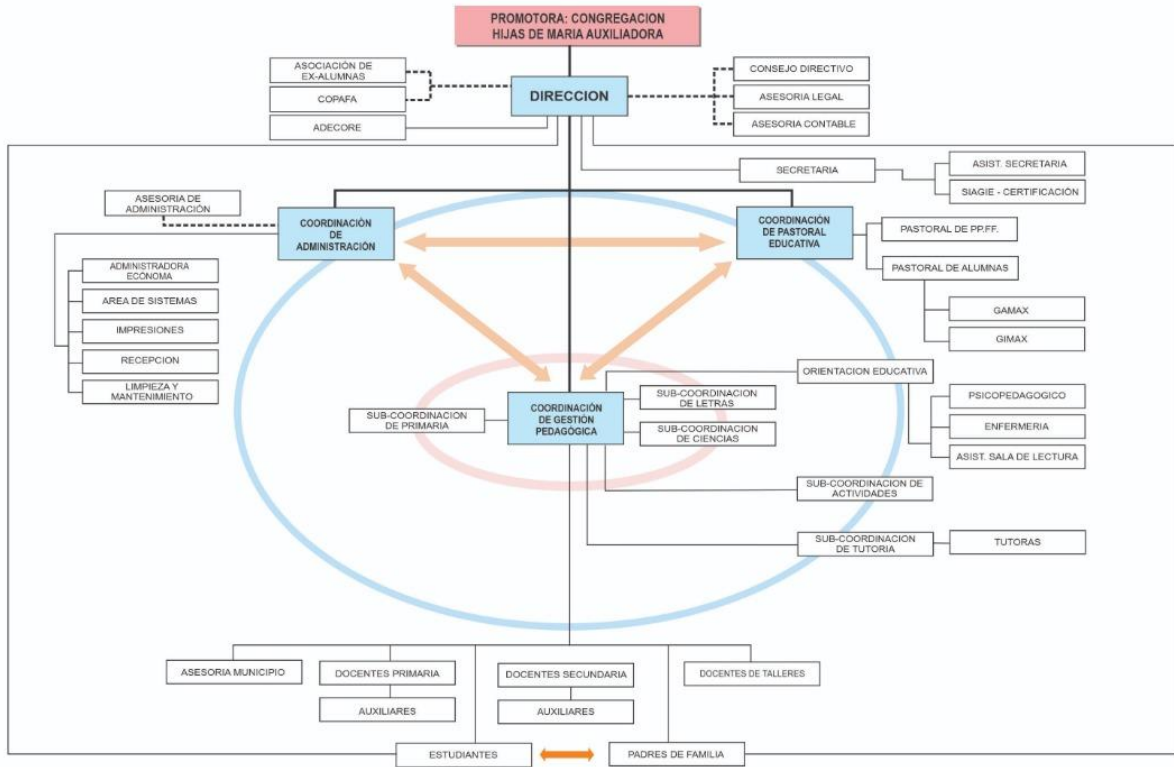 PROMOTORA: CONGREGACION
HIJAS DE MARIA AUXILIADORA
ASOCIACIÓN DE
EX-ALUMNAS
COPAFA
ADECORE
DIRECCION
CONSEJO DIRECTIVO
ASESORIA LEGAL
ASESORIA CONTABLE
SECRETARIA
ASIST. SECRETARIA
SIAGIE - CERTIFICACIÓN
ASESORIA DE
ADMINISTRACIÓN
COORDINACIÓN
DE
ADMINISTRACIÓN
COORDINACIÓN
DE PASTORAL
EDUCATIVA
PASTORAL DE PP.FF.
PASTORAL DE ALUMNAS
GAMAX
GIMAX
ADMINISTRADORA
ECÓNOMA
AREA DE SISTEMAS
IMPRESIONES
RECEPCION
LIMPIEZA Y
MANTENIMIENTO
ORIENTACION EDUCATIVA
PSICOPEDAGOGICO
ENFERMERIA
ASIST. SALA DE LECTURA
SUB-COORDINACION
DE PRIMARIA
COORDINACIÓN
DE GESTIÓN
PEDAGÓGICA
SUB-COORDINACION
DE LETRAS
SUB-COORDINACION
DE CIENCIAS
SUB-COORDINACION DE
ACTIVIDADES
SUB-COORDINACION
DE TUTORIA
TUTORAS
ASESORIA MUNICIPIO
DOCENTES PRIMARIA
AUXILIARES
DOCENTES SECUNDARIA
AUXILIARES
DOCENTES DE TALLERES
ESTUDIANTES
PADRES DE FAMILIA